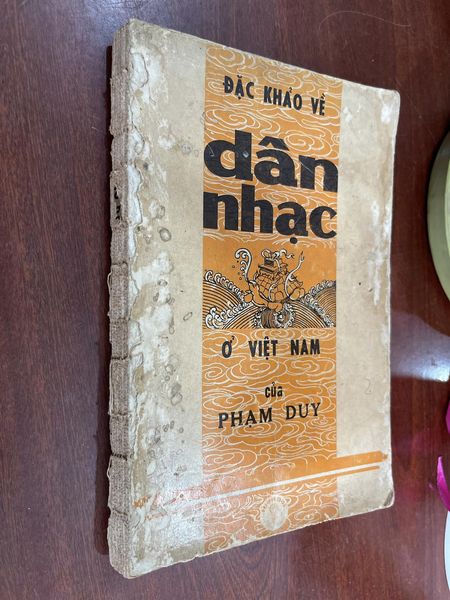 ĐẶC KHẢO VỀ
dân
nhạc
Ở VIỆT NAM
của
PHẠM DUY